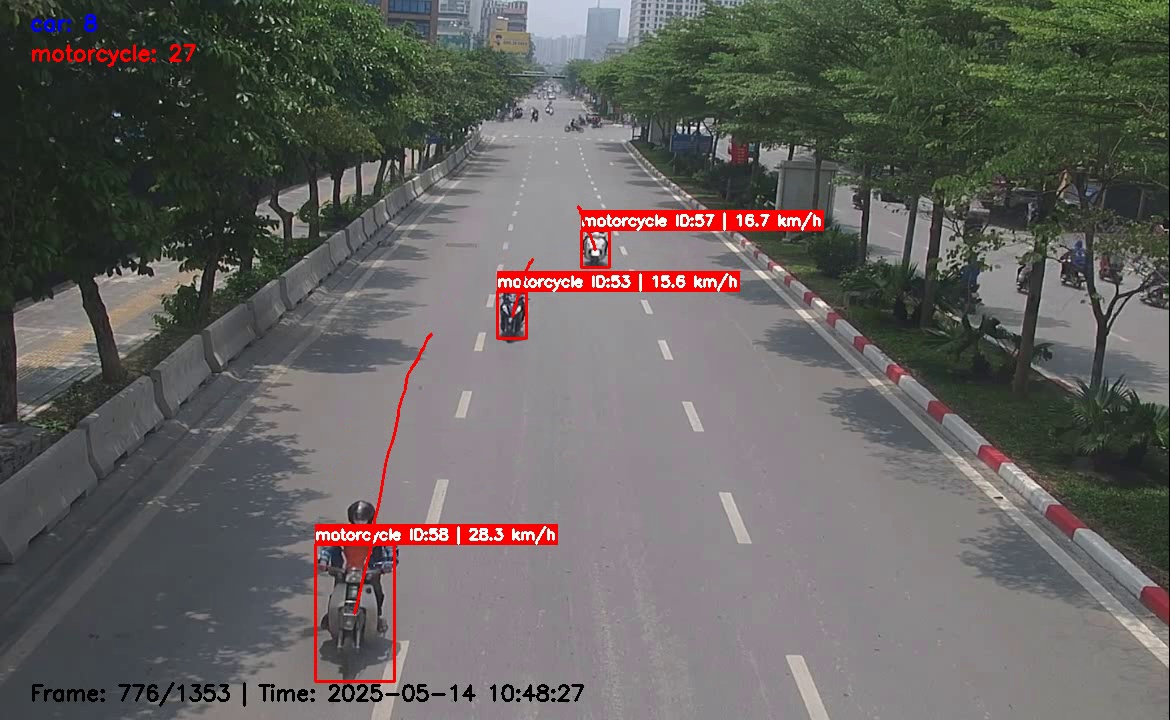 car: 8
motorcycle: 27
motorcycle ID:57 | 16.7 km/h
motorcycle ID:53 | 15.6 km/h
motorcycle ID:58 | 28.3 km/h
Frame: 776/1353 | Time: 2025-05-14 10:48:27